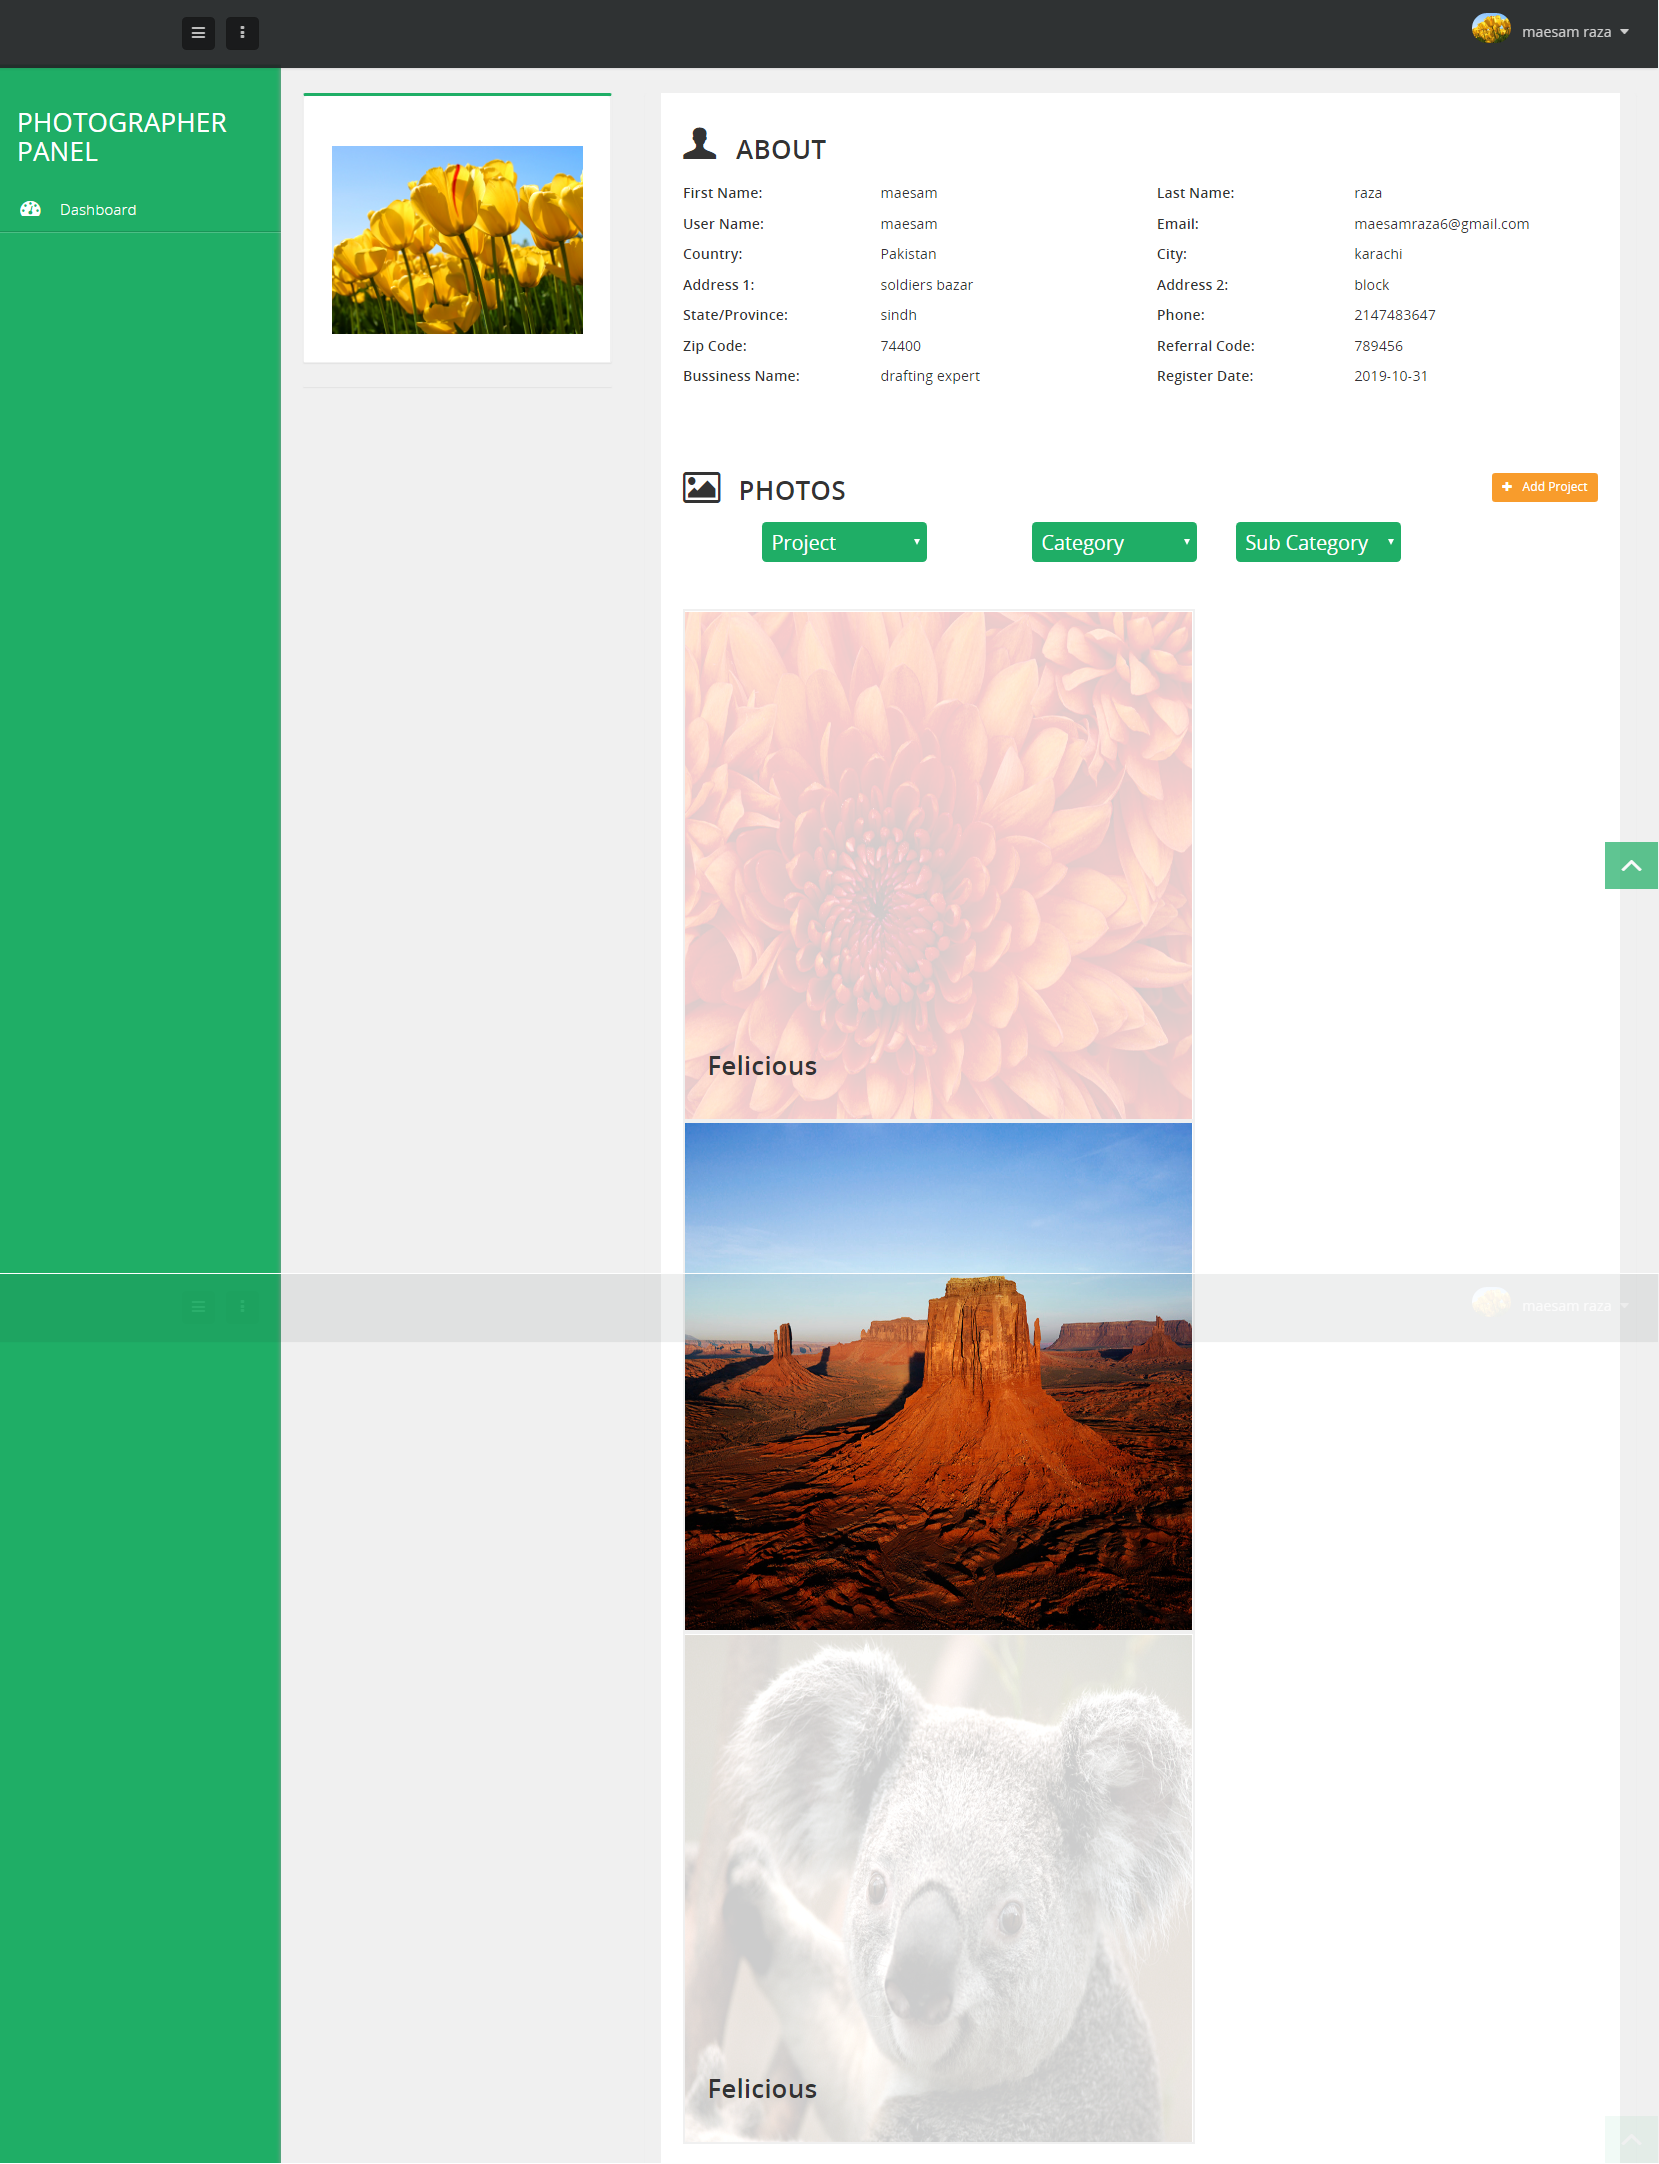 maesam raza
PHOTOGRAPHER
PANEL
Dashboard
ABOUT
First Name: maesam Last Name: raza
User Name: maesam Email: maesamraza6@gmail.com
Country: Pakistan City: karachi
Address 1: soldiers bazar Address 2: block
State/Province: sindh Phone: 2147483647
Zip Code: 74400 Referral Code: 789456
Bussiness Name: drafting expert Register Date: 2019-10-31
PHOTOS Add Project
Project Category Sub Category
Felicious
maesam raza
Felicious